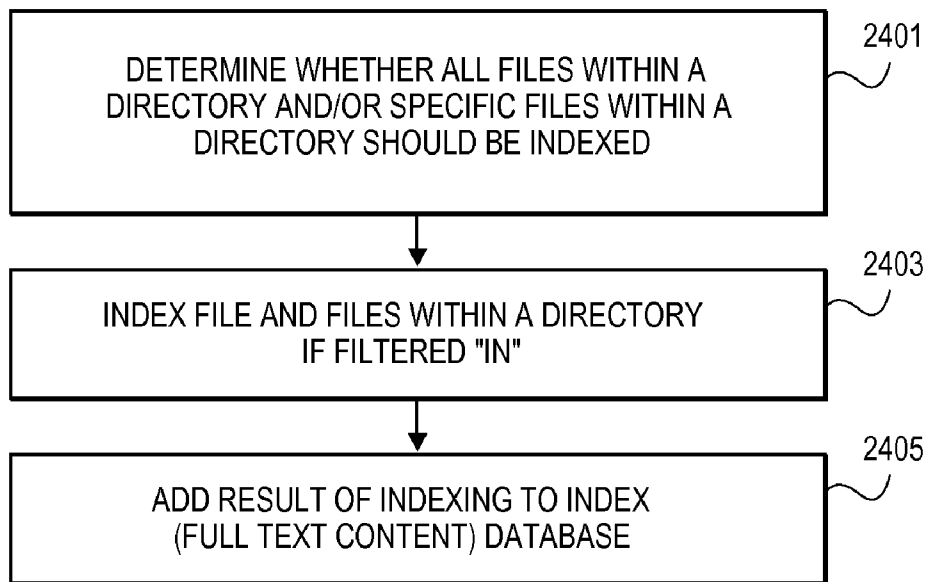 2401
DETERMINE WHETHER ALL FILES WITHIN A
DIRECTORY AND/OR SPECIFIC FILES WITHIN A
DIRECTORY SHOULD BE INDEXED
2403
INDEX FILE AND FILES WITHIN A DIRECTORY
IF FILTERED "IN"
2405
ADD RESULT OF INDEXING TO INDEX
(FULL TEXT CONTENT) DATABASE